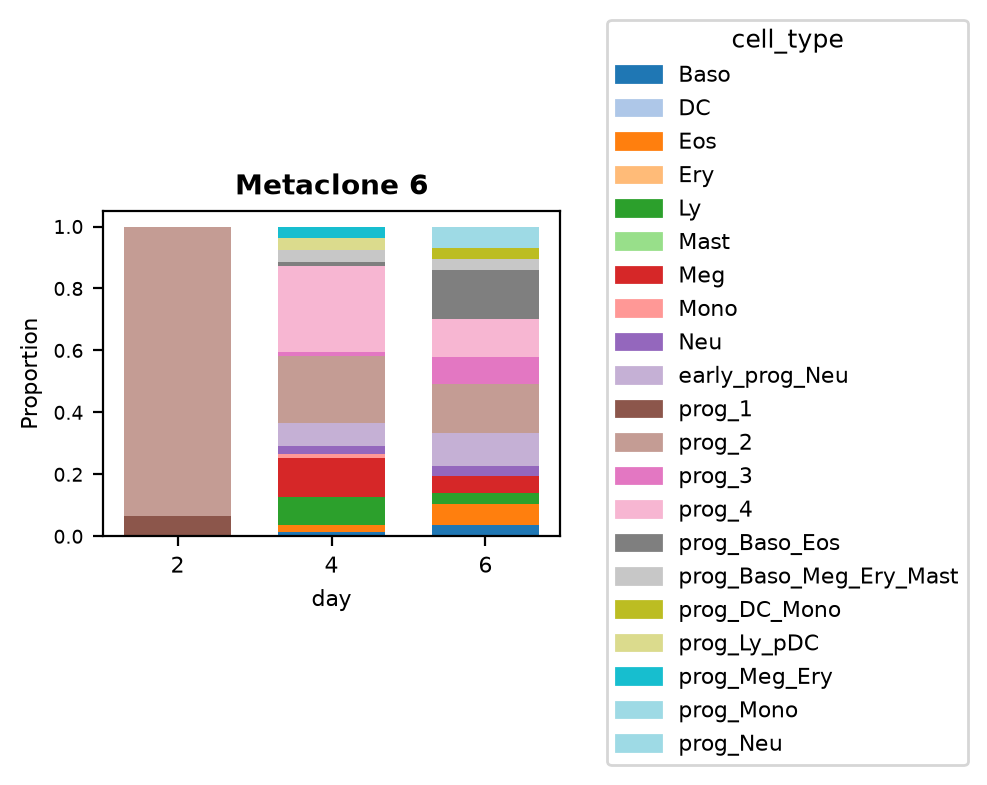 Metaclone 6
Proportion
1.0
0.8
0.6
0.4
0.2
0.0
2
4
6
day
cell_type
Baso
DC
Eos
Ery
Ly
Mast
Meg
Mono
Neu
early_prog_Neu
prog_1
prog_2
prog_3
prog_4
prog_Baso_Eos
prog_Baso_Meg_Ery_Mast
prog_DC_Mono
prog_Ly_pDC
prog_Meg_Ery
prog_Mono
prog_Neu